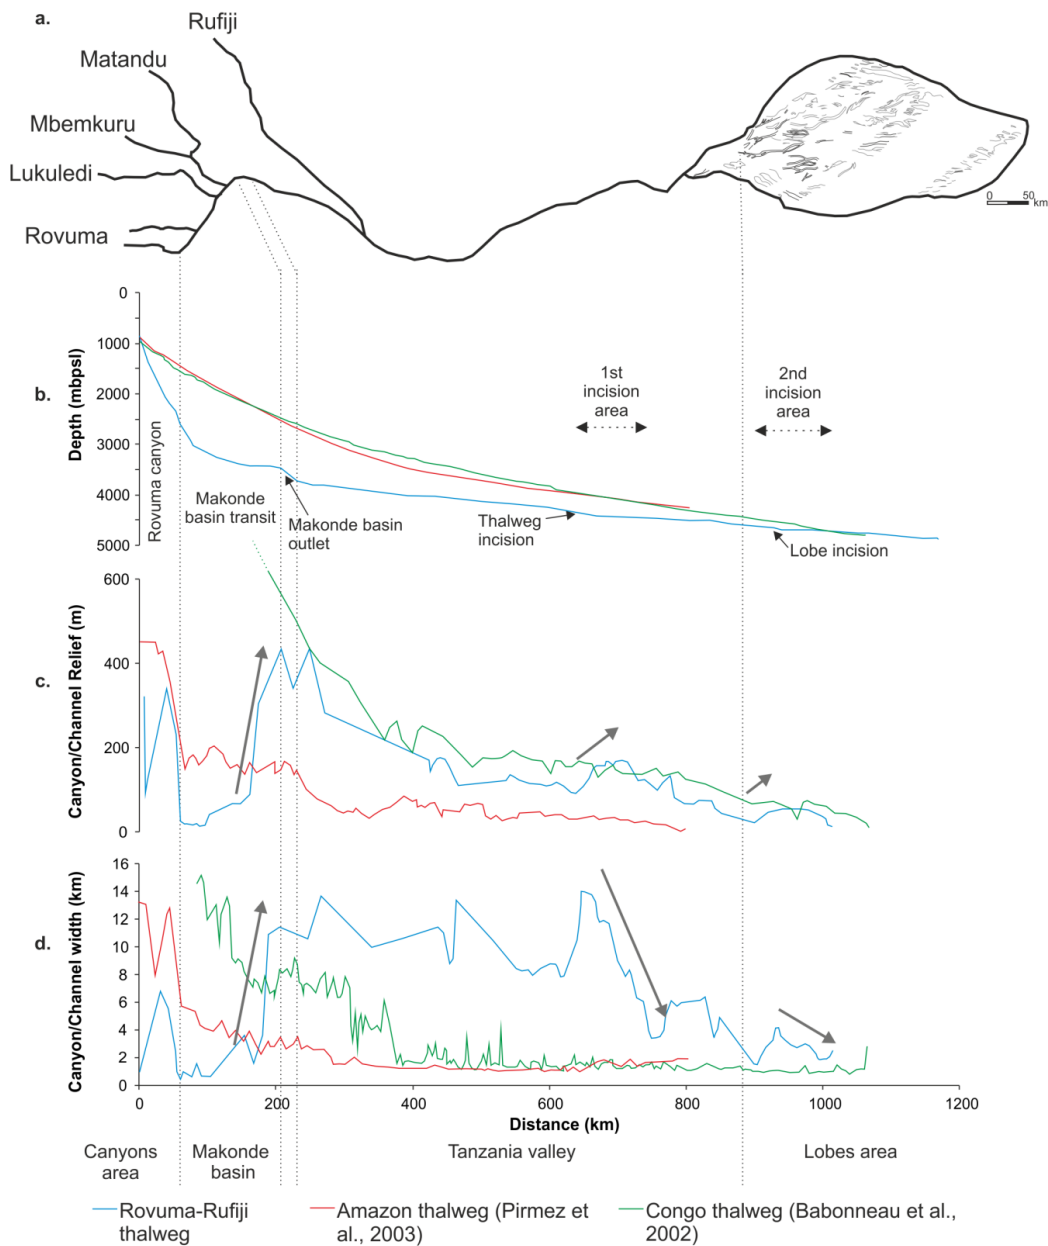 a.
Rufiji
Matandu
Mbemkuru
Lukuledi
Rovuma
0 50
km
b.
Depth (mbpsl)
0
1000
2000
3000
4000
5000
Rovuma canyon
Makonde
basin transit
Makonde basin
outlet
Thalweg
incision
1st
incision
area
2nd
incision
area
Lobe incision
c.
Canyon/Channel Relief (m)
600
400
200
0
d.
Canyon/Channel width (km)
16
14
12
10
8
6
4
2
0
0 200 400 600 800 1000 1200
Distance (km)
Canyons
area
Makonde
basin
Tanzania valley
Lobes area
Rovuma-Rufiji
thalweg
Amazon thalweg (Pirmez et
al., 2003)
Congo thalweg (Babonneau et al.,
2002)